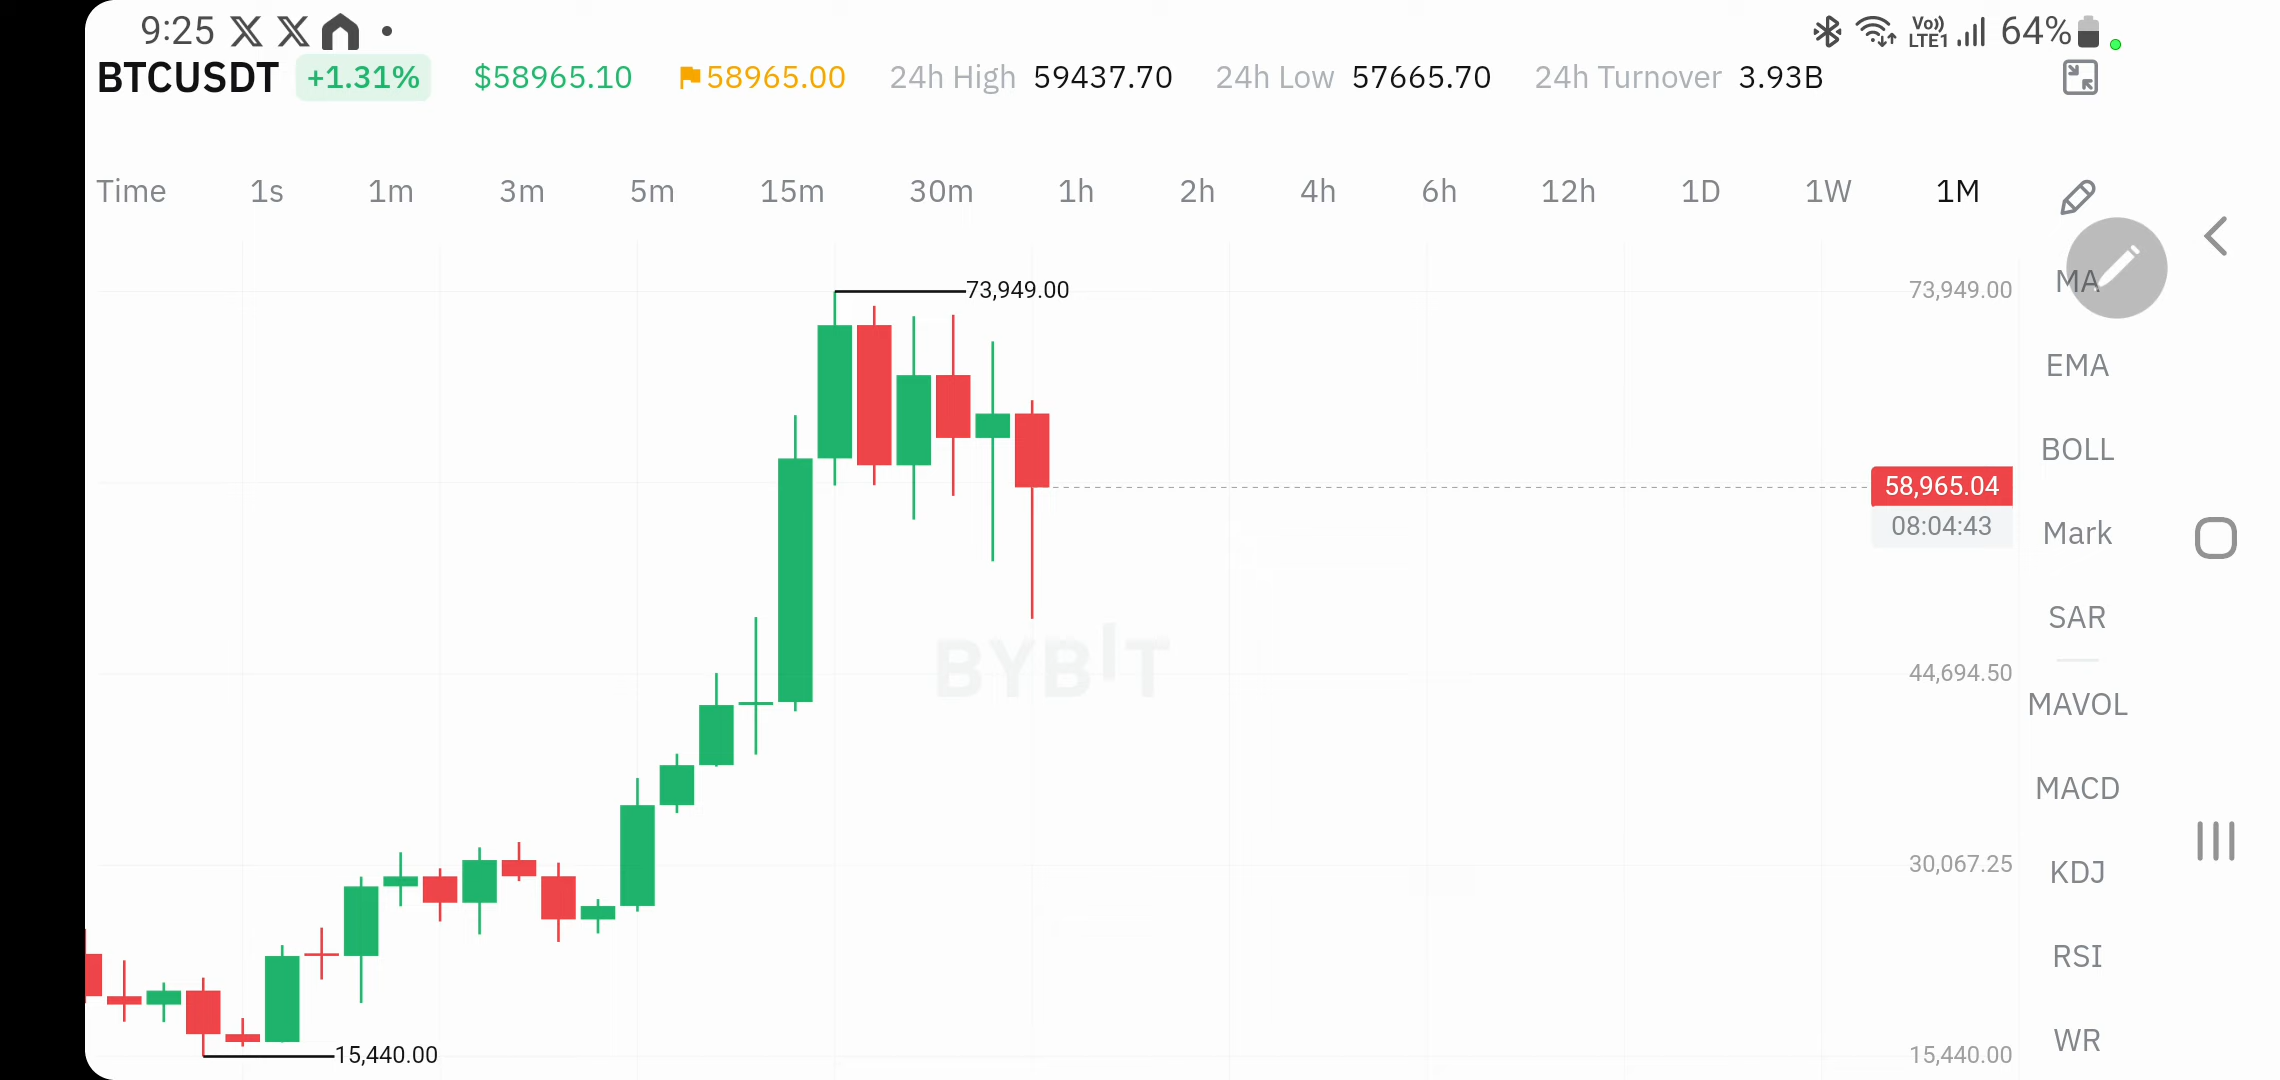 9:25 Vo)) LTE1 64%
BTCUSDT +1.31% $58965.10 58965.00 24h High 59437.70 24h Low 57665.70 24h Turnover 3.93B
Time 1s 1m 3m 5m 15m 30m 1h 2h 4h 6h 12h 1D 1W 1M
73,949.00 73,949.00 MA
EMA
BOLL
58,965.04
08:04:43 Mark
SAR
BYBIT
44,694.50
MAVOL
MACD
30,067.25 KDJ
RSI
WR
15,440.00 15,440.00